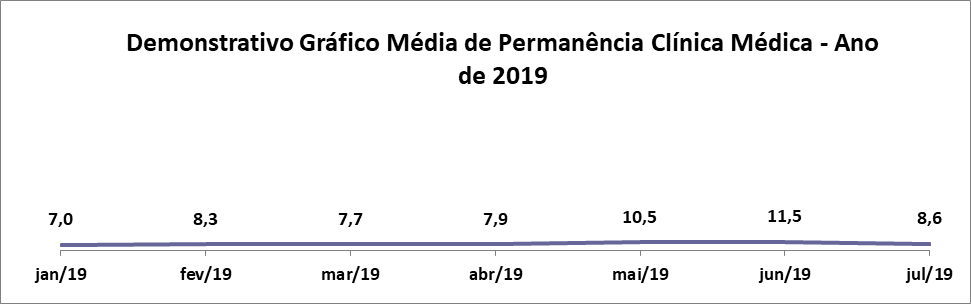 Demonstrativo Gráfico Média de Permanência Clínica Médica - Ano
de 2019
7,0 8,3 7,7 7,9 10,5 11,5 8,6
jan/19 fev/19 mar/19 abr/19 mai/19 jun/19 jul/19